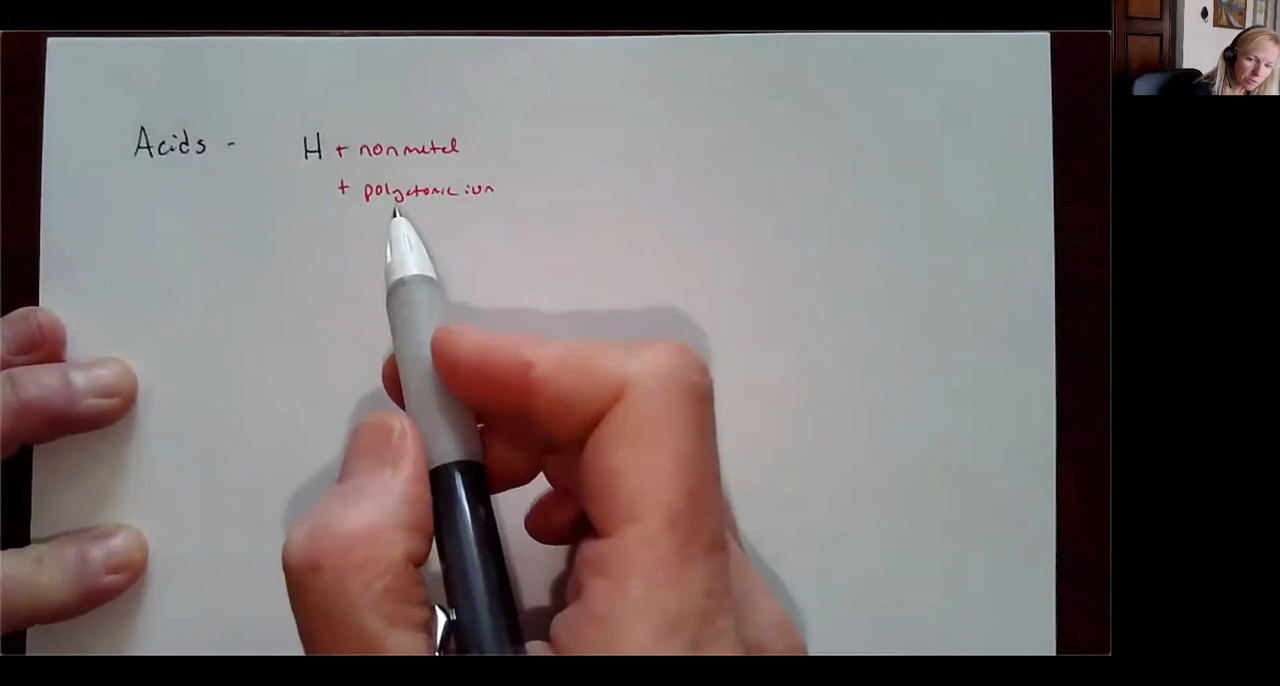 Acids - H + nonmetal
+ polyatomic ion